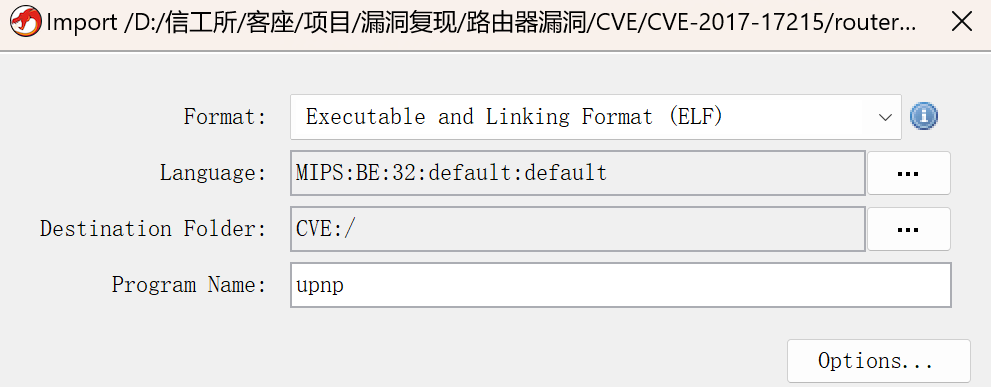 Import /D:/信工所/客座/项目/漏洞复现/路由器漏洞/CVE/CVE-2017-17215/router...
Format: Executable and Linking Format (ELF)
Language: MIPS:BE:32:default:default ...
Destination Folder: CVE:/ ...
Program Name: upnp
Options...